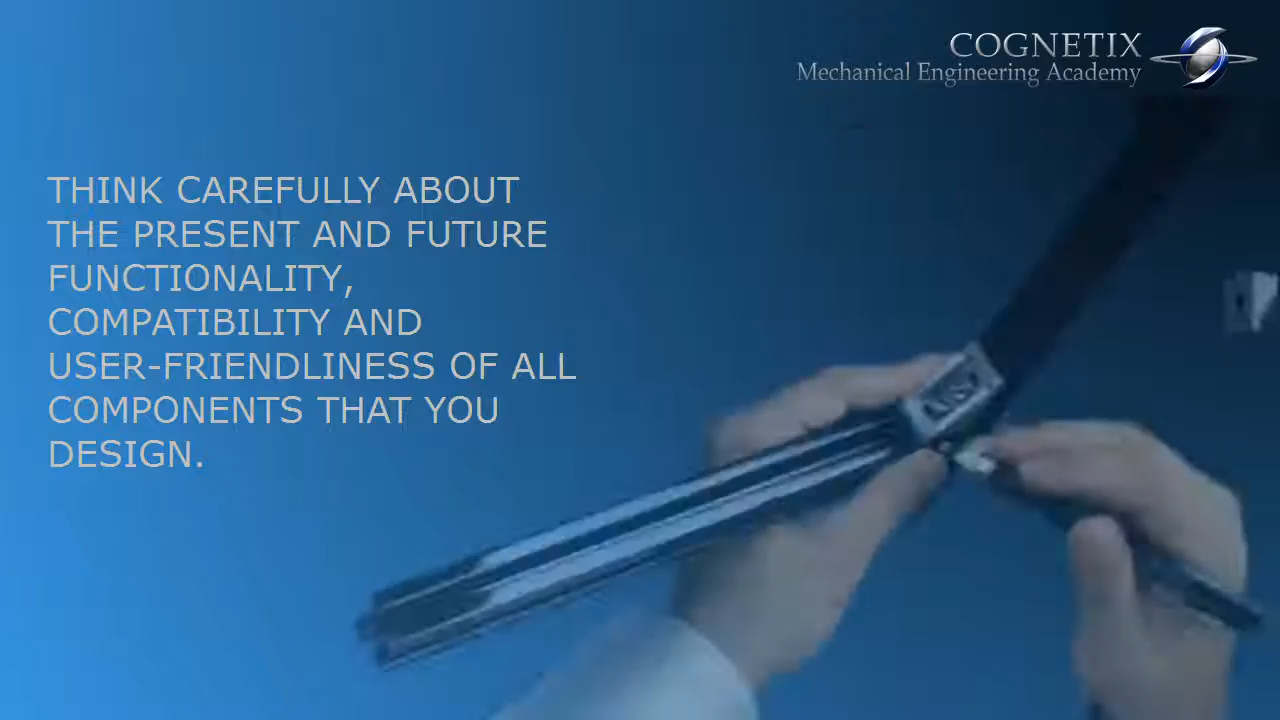 COGNETIX
Mechanical Engineering Academy
THINK CAREFULLY ABOUT
THE PRESENT AND FUTURE
FUNCTIONALITY,
COMPATIBILITY AND
USER-FRIENDLINESS OF ALL
COMPONENTS THAT YOU
DESIGN.